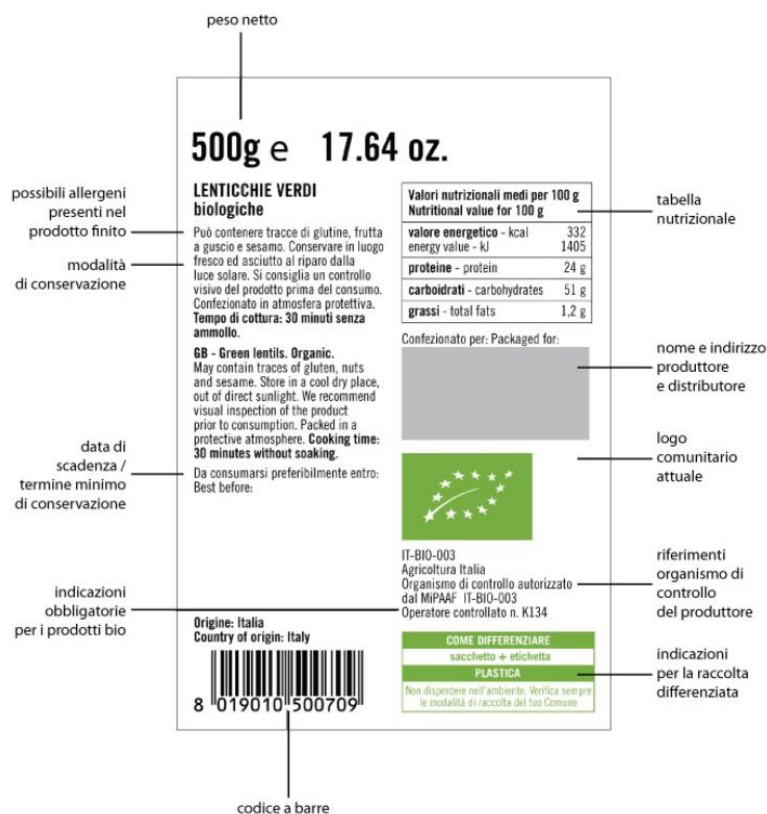 peso netto
500g e 17.64 oz.
possibili allergeni
presenti nel
prodotto finito
modalità
di conservazione
LENTICCHIE VERDI
biologiche
Può contenere tracce di glutine, frutta
a guscio e sesamo. Conservare in luogo
fresco ed asciutto al riparo dalla
luce solare. Si consiglia un controllo
visivo del prodotto prima del consumo.
Confezionato in atmosfera protettiva.
Tempo di cottura: 30 minuti senza
ammollo.
GB - Green lentils. Organic.
May contain traces of gluten, nuts
and sesame. Store in a cool dry place,
out of direct sunlight. We recommend
visual inspection of the product
prior to consumption. Packed in a
protective atmosphere. Cooking time:
30 minutes without soaking.
data di
scadenza /
termine minimo
di conservazione
Da consumarsi preferibilmente entro:
Best before:
indicazioni
obbligatorie
per i prodotti bio
Origine: Italia
Country of origin: Italy
8 019010 500709
codice a barre
Valori nutrizionali medi per 100 g
Nutritional value for 100 g
valore energetico - kcal 332
energy value - kJ 1405
proteine - protein 24 g
carboidrati - carbohydrates 51 g
grassi - total fats 1,2 g
tabella
nutrizionale
Confezionato per: Packaged for:
nome e indirizzo
produttore
e distributore
logo
comunitario
attuale
IT-BIO-003
Agricoltura Italia
Organismo di controllo autorizzato
dal MiPAAF IT-BIO-003
Operatore controllato n. K134
riferimenti
organismo di
controllo
del produttore
COME DIFFERENZIARE
sacchetto + etichetta
PLASTICA
Non disperdere nell'ambiente. Verifica sempre
le modalità di raccolta del tuo Comune
indicazioni
per la raccolta
differenziata